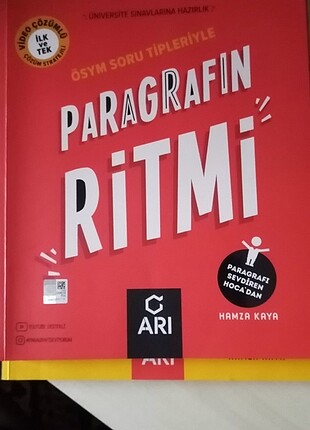 ÜNİVERSİTE SINAVLARINA HAZIRLIK
VİDEO ÇÖZÜMLÜ
İLK ve
TEK
ÇÖZÜM STRATEJİLİ
ÖSYM SORU TİPLERİYLE
PARAGRAFIN
RİTMİ
PARAGRAFI
SEVDİREN
HOCA'DAN
HAMZA KAYA
ARI
ARI